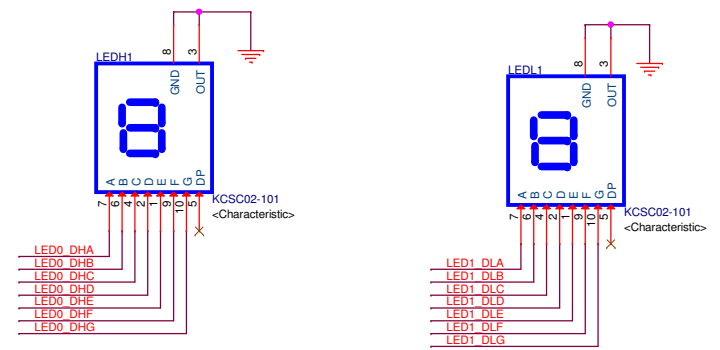 LEDH1
8
3
GND
OUT
A
B
C
D
E
F
G
DP
7
6
4
2
1
9
10
5
KCSC02-101
<Characteristic>
LED0_DHA
LED0_DHB
LED0_DHC
LED0_DHD
LED0_DHE
LED0_DHF
LED0_DHG
LEDL1
8
3
GND
OUT
A
B
C
D
E
F
G
DP
7
6
4
2
1
9
10
5
KCSC02-101
<Characteristic>
LED1_DLA
LED1_DLB
LED1_DLC
LED1_DLD
LED1_DLE
LED1_DLF
LED1_DLG